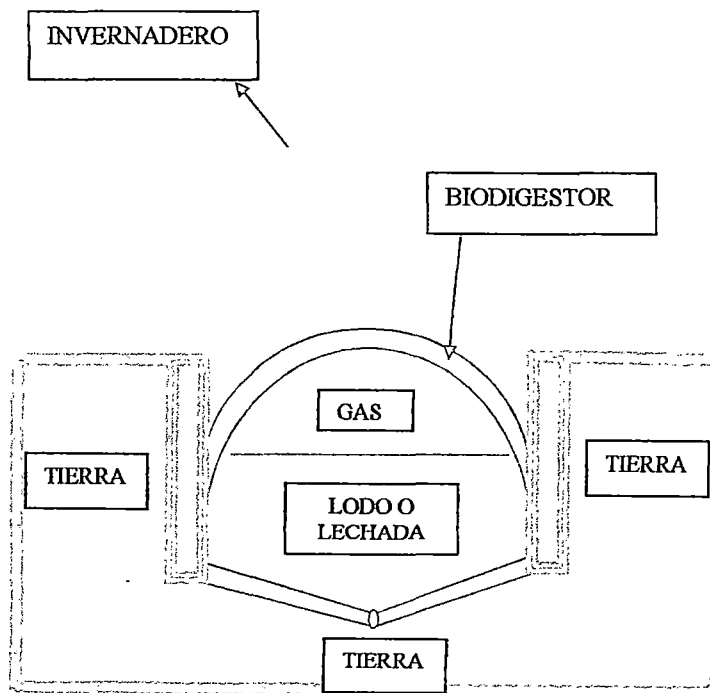 INVERNADERO
BIODIGESTOR
GAS
TIERRA
TIERRA
LODO O
LECHADA
TIERRA